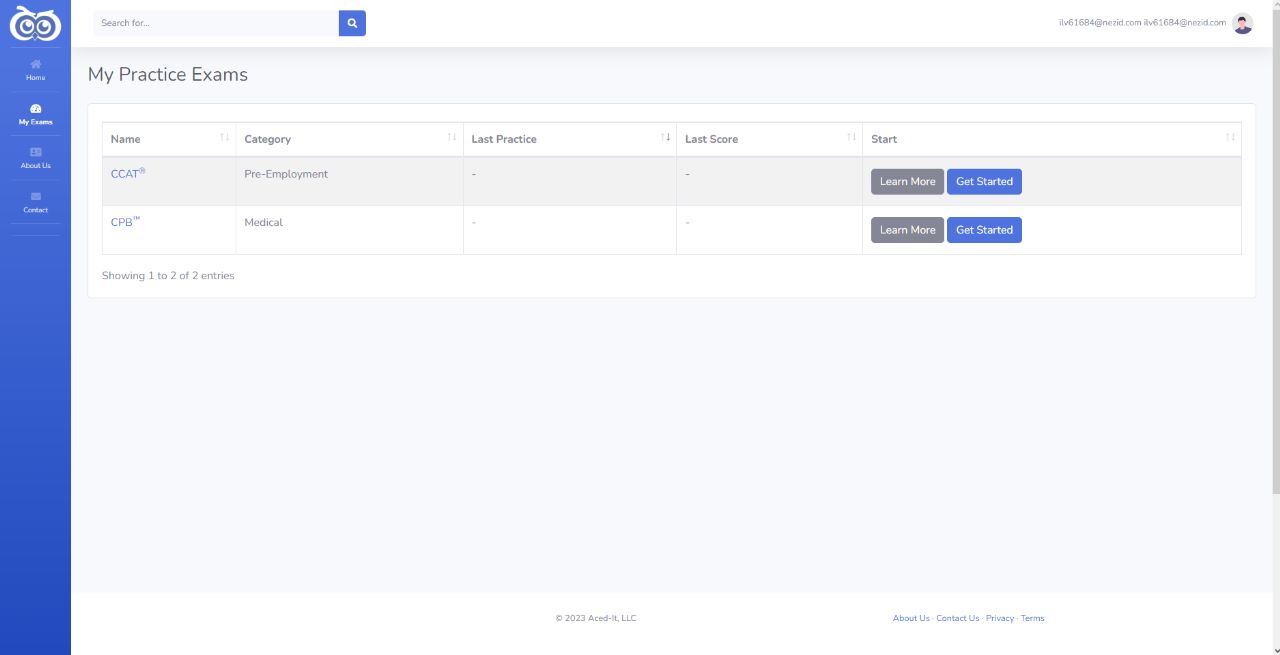 Search for...
ilv61684@nezid.com ilv61684@nezid.com
Home
My Exams
About Us
Contact
My Practice Exams
Name Category Last Practice Last Score Start
CCAT® Pre-Employment - - Learn More Get Started
CPB™ Medical - - Learn More Get Started
Showing 1 to 2 of 2 entries
© 2023 Aced-It, LLC
About Us · Contact Us · Privacy · Terms